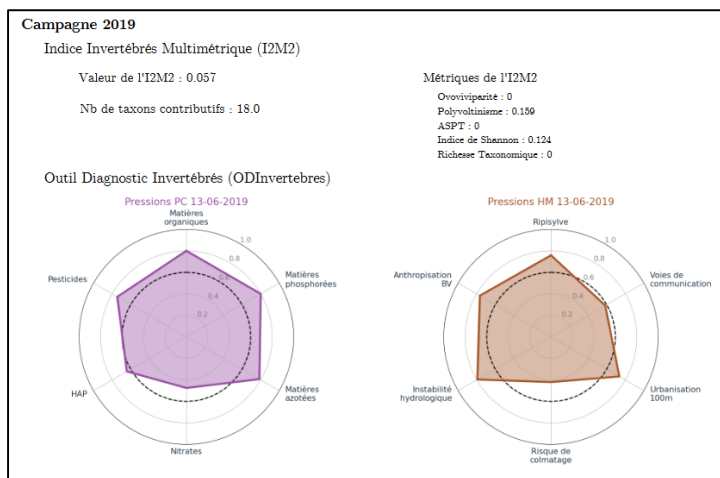 Campagne 2019
Indice Invertébrés Multimétrique (I2M2)
Valeur de l'I2M2 : 0.057
Nb de taxons contributifs : 18.0
Métriques de l'I2M2
Ovoviviparité : 0
Polyvoltinisme : 0.159
ASPT : 0
Indice de Shannon : 0.124
Richesse Taxonomique : 0
Outil Diagnostic Invertébrés (ODInvertebres)
Pressions PC 13-06-2019
Matières
organiques
1.0
0.8
0.6
0.4
0.2
Pesticides
Matières
phosphorées
HAP
Matières
azotées
Nitrates
Pressions HM 13-06-2019
Ripisylve
1.0
0.8
0.6
0.4
0.2
Anthropisation
BV
Voies de
communication
Instabilité
hydrologique
Urbanisation
100m
Risque de
colmatage